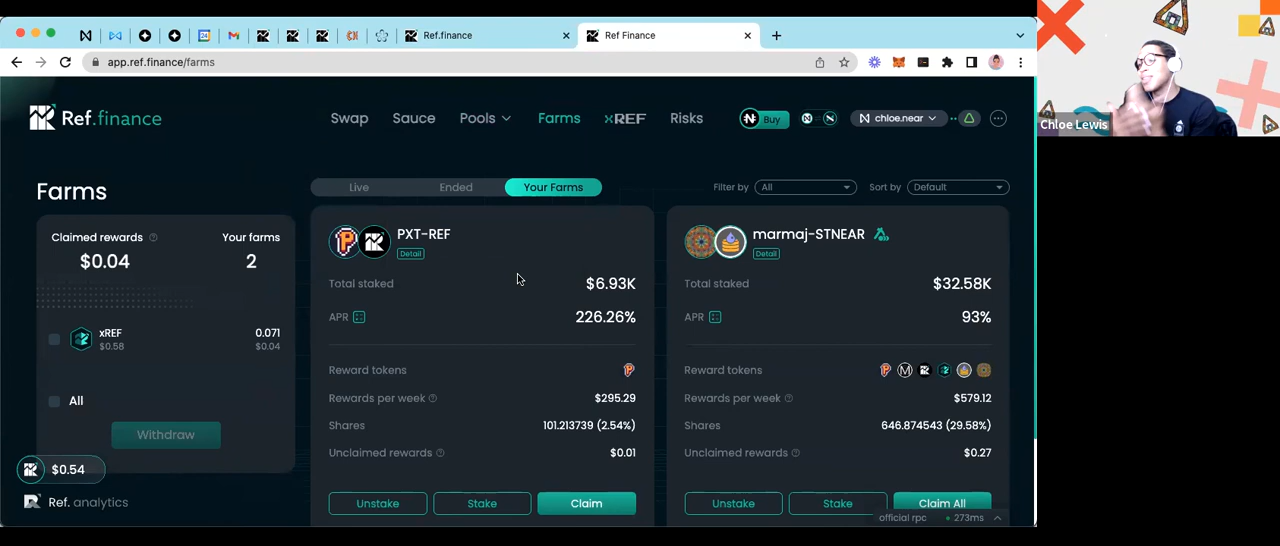 Ref.finance
Ref Finance
app.ref.finance/farms
Chloe Lewis
Ref.finance
Swap
Sauce
Pools
Farms
xREF
Risks
Buy
chloe.near
Farms
Live
Ended
Your Farms
Filter by
All
Sort by
Default
Claimed rewards
Your farms
$0.04
2
xREF
0.071
$0.58
$0.04
All
Withdraw
$0.54
Ref. analytics
PXT-REF
Detail
Total staked
$6.93K
APR
226.26%
Reward tokens
Rewards per week
$295.29
Shares
101.213739 (2.54%)
Unclaimed rewards
$0.01
Unstake
Stake
Claim
marmaj-STNEAR
Detail
Total staked
$32.58K
APR
93%
Reward tokens
Rewards per week
$579.12
Shares
646.874543 (29.58%)
Unclaimed rewards
$0.27
Unstake
Stake
Claim All
official rpc
273ms